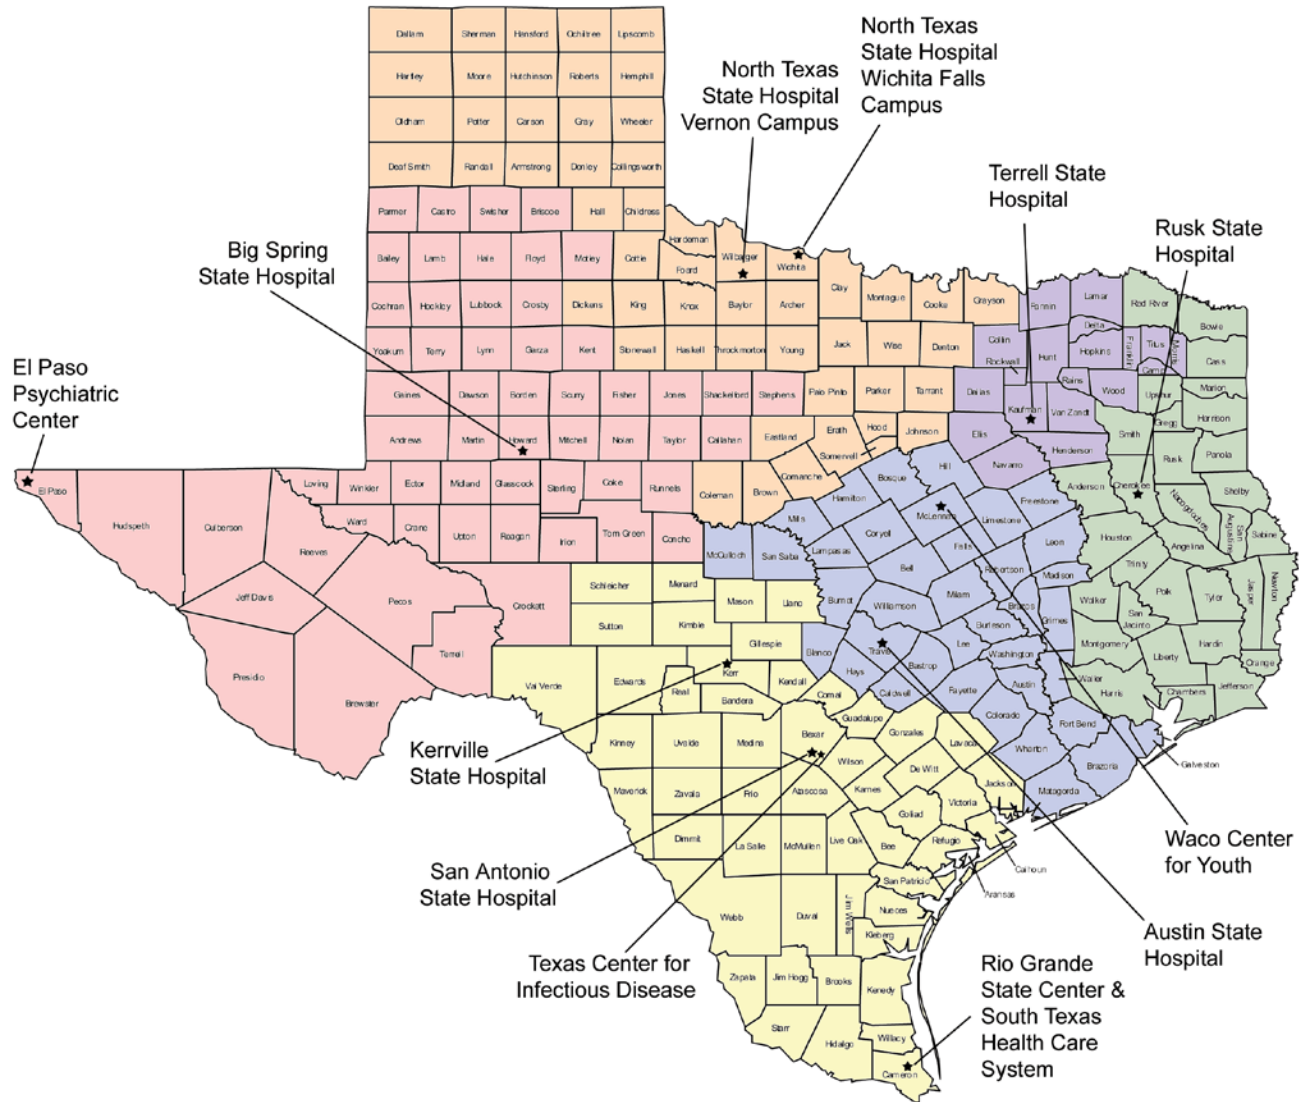 North Texas
State Hospital
Wichita Falls
Campus
North Texas
State Hospital
Vernon Campus
Terrell State
Hospital
Rusk State
Hospital
Big Spring
State Hospital
El Paso
Psychiatric
Center
Kerrville
State Hospital
San Antonio
State Hospital
Texas Center for
Infectious Disease
Rio Grande
State Center &
South Texas
Health Care
System
Austin State
Hospital
Waco Center
for Youth
Dallam Sherman Hansford Ochiltree Lipscomb
Hartley Moore Hutchinson Roberts Hemphill
Oldham Potter Carson Gray Wheeler
Deaf Smith Randall Armstrong Donley Collingsworth
Parmer Castro Swisher Briscoe Hall Childress
Hardeman
Bailey Lamb Hale Floyd Motley Cottle Foard Wilbarger Wichita
Cochran Hockley Lubbock Crosby Dickens King Knox Baylor Archer Clay Montague Cooke Grayson Fannin Lamar Red River Bowie
Yoakum Terry Lynn Garza Kent Stonewall Haskell Throckmorton Young Jack Wise Denton Collin Rockwall Hunt Delta Hopkins Franklin Titus Morris Camp Cass
Gaines Dawson Borden Scurry Fisher Jones Shackelford Stephens Palo Pinto Parker Tarrant Dallas Kaufman Rains Van Zandt Wood Upshur Marion
Andrews Martin Howard Mitchell Nolan Taylor Callahan Eastland Erath Hood Somervell Johnson Ellis Henderson Smith Gregg Harrison
El Paso Hudspeth Culberson Loving Winkler Ector Midland Glasscock Sterling Coke Runnels Coleman Brown Comanche Hamilton Bosque Hill Navarro Anderson Cherokee Rusk Panola
Reeves Ward Crane Upton Reagan Irion Tom Green Concho McCulloch San Saba Mills Lampasas Coryell McLennan Limestone Freestone Nacogdoches Shelby San Augustine Sabine
Jeff Davis Pecos Crockett Schleicher Menard Mason Llano Burnet Bell Falls Robertson Leon Madison Houston Trinity Angelina Jasper Newton
Presidio Brewster Terrell Sutton Kimble Gillespie Blanco Williamson Travis Milam Burleson Brazos Grimes Walker San Jacinto Polk Tyler Hardin
Val Verde Edwards Real Kerr Bandera Kendall Comal Hays Caldwell Bastrop Lee Fayette Washington Austin Waller Montgomery Liberty Orange Jefferson Chambers Harris
Kinney Uvalde Medina Bexar Guadalupe Wilson Gonzales Lavaca Colorado Wharton Fort Bend Brazoria Galveston
Maverick Zavala Frio Atascosa Karnes De Witt Jackson Victoria Goliad Matagorda
Dimmit La Salle McMullen Live Oak Bee Refugio Calhoun Aransas San Patricio
Webb Duval Jim Wells Nueces Kleberg
Zapata Jim Hogg Brooks Kenedy
Starr Hidalgo Willacy Cameron